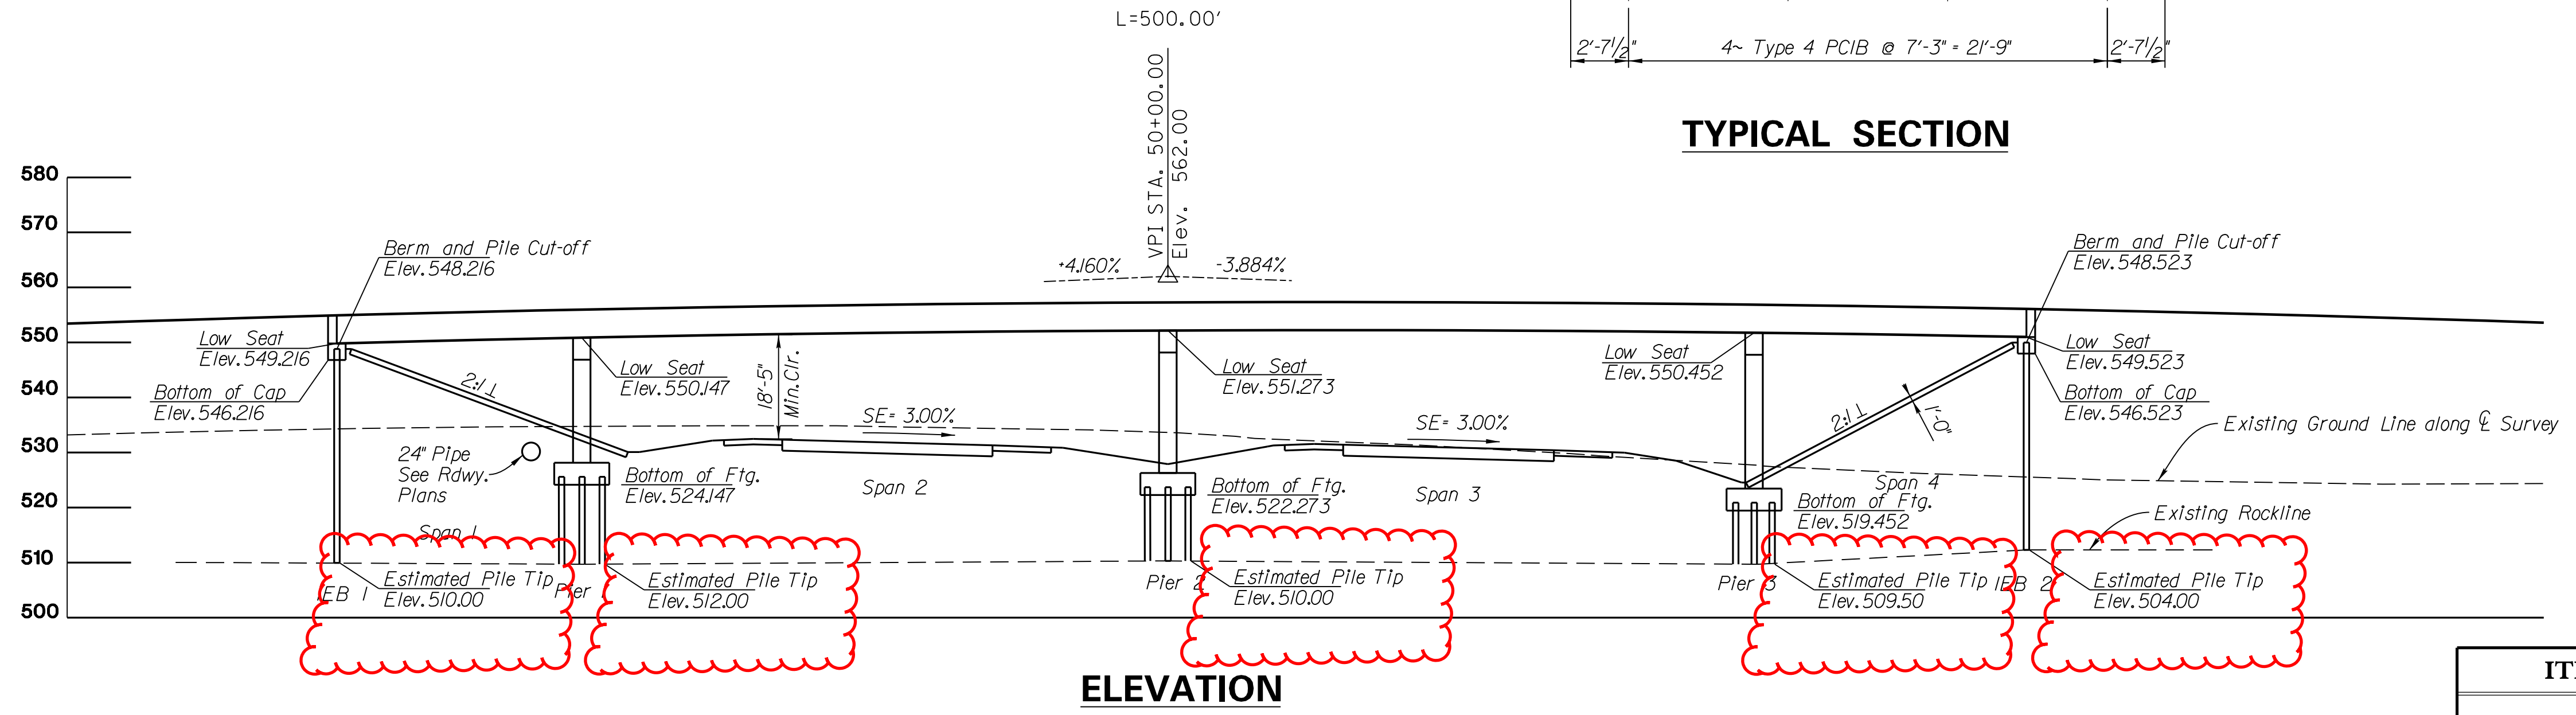 L=500.00'
2'-7½"
4~ Type 4 PCIB @ 7'-3" = 21'-9"
2'-7½"
TYPICAL SECTION
VPI STA. 50+00.00
Elev. 562.00
+4.160%
-3.884%
580
570
560
550
540
530
520
510
500
Berm and Pile Cut-off
Elev. 548.216
Low Seat
Elev. 549.216
Bottom of Cap
Elev. 546.216
2:1
24" Pipe
See Rdwy.
Plans
Span 1
Low Seat
Elev. 550.147
18'-5"
Min. Clr.
SE= 3.00%
Bottom of Ftg.
Elev. 524.147
Span 2
Low Seat
Elev. 551.273
SE= 3.00%
Bottom of Ftg.
Elev. 522.273
Span 3
Low Seat
Elev. 550.452
2:1
1'-0"
Span 4
Bottom of Ftg.
Elev. 519.452
Berm and Pile Cut-off
Elev. 548.523
Low Seat
Elev. 549.523
Bottom of Cap
Elev. 546.523
Existing Ground Line along ℄ Survey
Existing Rockline
IEB 1
Estimated Pile Tip
Elev. 510.00
Pier
Estimated Pile Tip
Elev. 512.00
Pier 2
Estimated Pile Tip
Elev. 510.00
Pier 3
Estimated Pile Tip
Elev. 509.50
IEB 2
Estimated Pile Tip
Elev. 504.00
ELEVATION